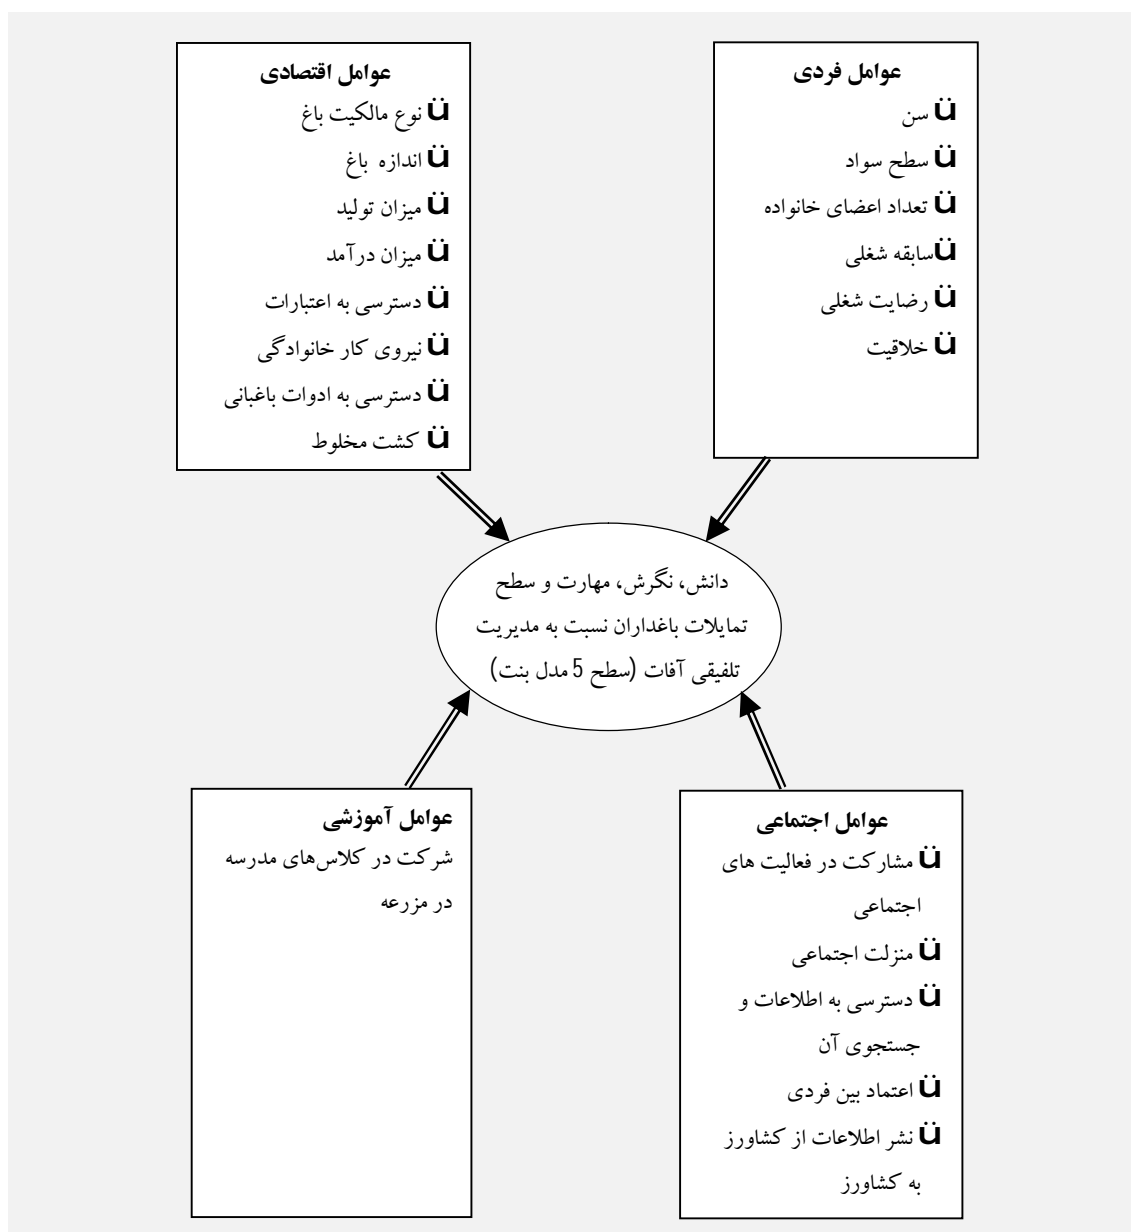 عوامل فردی
Ü سن
Ü سطح سواد
Ü تعداد اعضای خانواده
Üسابقه شغلی
Ü رضایت شغلی
Ü خلاقیت
عوامل اقتصادی
Ü نوع مالکیت باغ
Ü اندازه باغ
Ü میزان تولید
Ü میزان درآمد
Ü دسترسی به اعتبارات
Ü نیروی کار خانوادگی
Ü دسترسی به ادوات باغبانی
Ü کشت مخلوط
دانش، نگرش، مهارت و سطح
تمایلات باغداران نسبت به مدیریت
تلفیقی آفات (سطح 5 مدل بنت)
عوامل اجتماعی
Ü مشارکت در فعالیت های
اجتماعی
Ü منزلت اجتماعی
Ü دسترسی به اطلاعات و
جستجوی آن
Ü اعتماد بین فردی
Ü نشر اطلاعات از کشاورز
به کشاورز
عوامل آموزشی
شرکت در کلاس‌های مدرسه
در مزرعه